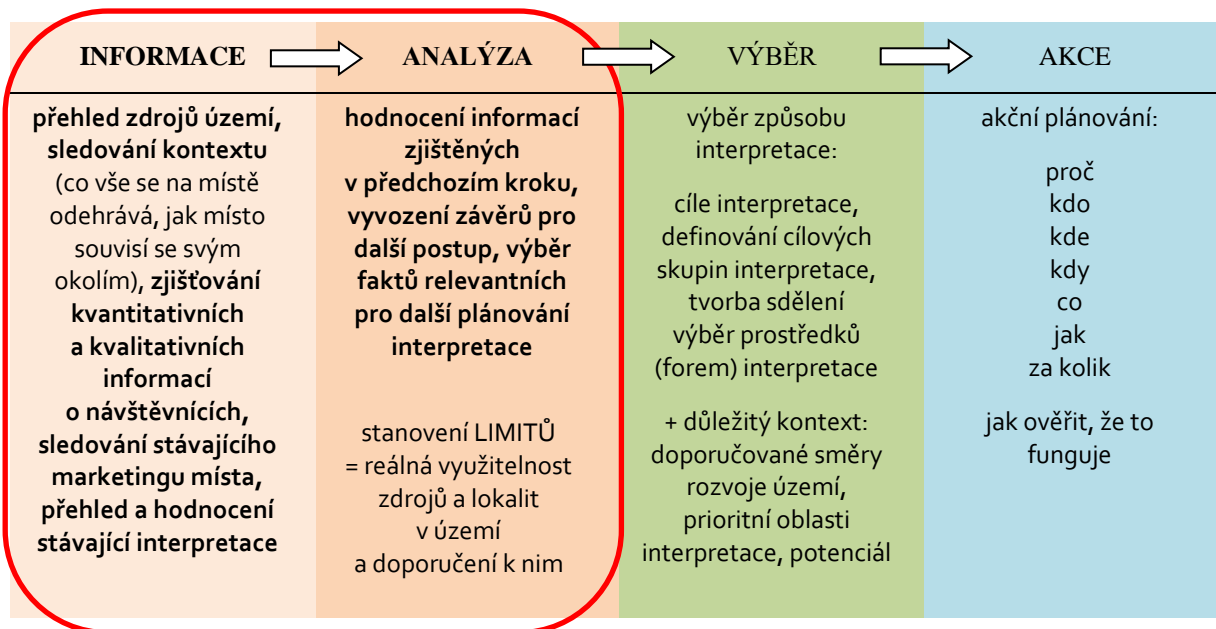 INFORMACE
přehled zdrojů území,
sledování kontextu
(co vše se na místě
odehrává, jak místo
souvisí se svým
okolím), zjišťování
kvantitativních
a kvalitativních
informací
o návštěvnících,
sledování stávajícího
marketingu místa,
přehled a hodnocení
stávající interpretace
ANALÝZA
hodnocení informací
zjištěných
v předchozím kroku,
vyvození závěrů pro
další postup, výběr
faktů relevantních
pro další plánování
interpretace
stanovení LIMITŮ
= reálná využitelnost
zdrojů a lokalit
v území
a doporučení k nim
VÝBĚR
výběr způsobu
interpretace:
cíle interpretace,
definování cílových
skupin interpretace,
tvorba sdělení
výběr prostředků
(forem) interpretace
+ důležitý kontext:
doporučované směry
rozvoje území,
prioritní oblasti
interpretace, potenciál
AKCE
akční plánování:
proč
kdo
kde
kdy
co
jak
za kolik
jak ověřit, že to
funguje